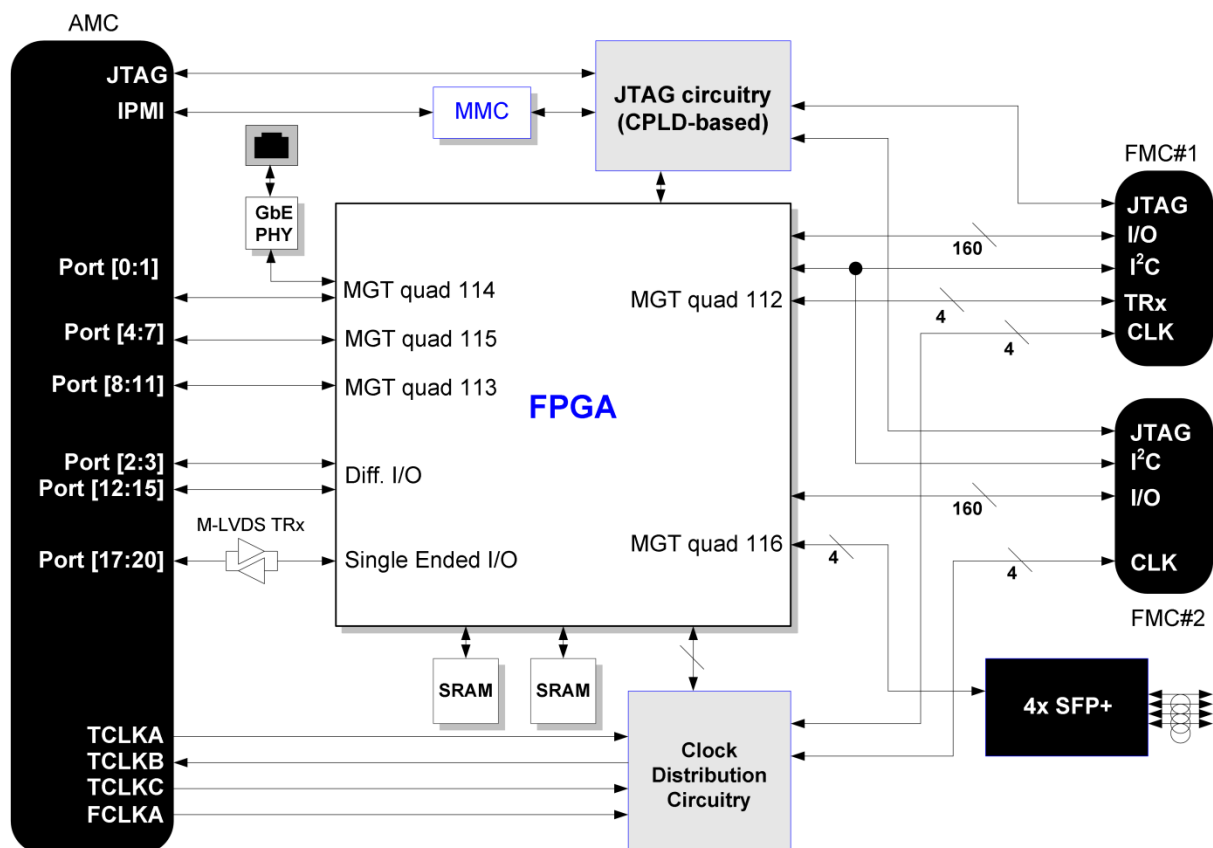 AMC
JTAG
IPMI
MMC
JTAG circuitry
(CPLD-based)
FMC#1
GbE
PHY
JTAG
I/O
160
I²C
TRx
4
CLK
4
Port [0:1]
MGT quad 114
MGT quad 112
Port [4:7]
MGT quad 115
Port [8:11]
MGT quad 113
FPGA
JTAG
I²C
I/O
160
Port [2:3]
Diff. I/O
Port [12:15]
M-LVDS TRx
Port [17:20]
Single Ended I/O
MGT quad 116
4
4
CLK
FMC#2
SRAM
SRAM
4x SFP+
TCLKA
TCLKB
TCLKC
FCLKA
Clock
Distribution
Circuitry